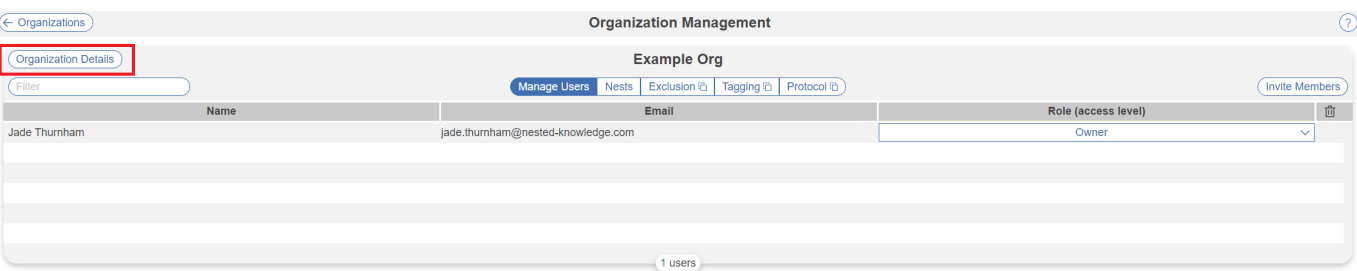 ← Organizations Organization Management ?
Organization Details Example Org
Filter Manage Users Nests Exclusion Tagging Protocol Invite Members
Name Email Role (access level)
Jade Thurnham jade.thurnham@nested-knowledge.com Owner
1 users